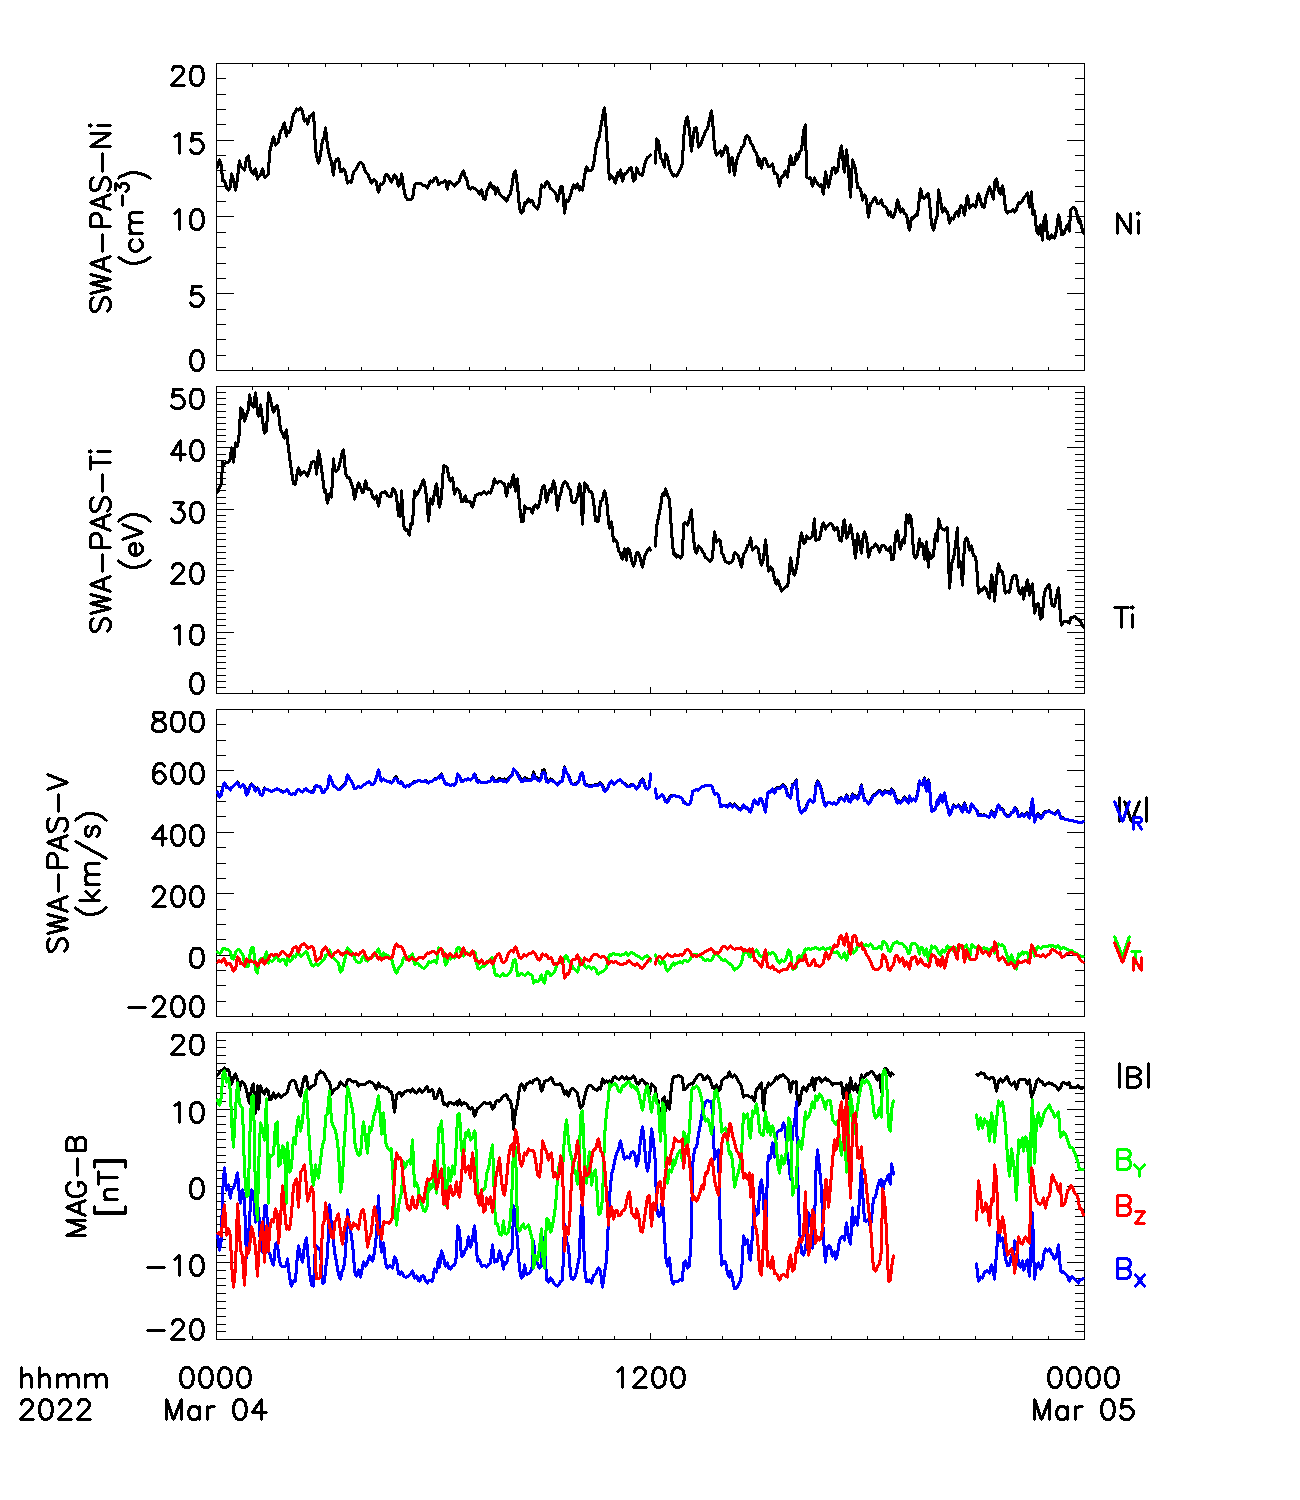 SWA-PAS-Ni
(cm⁻³)
20
15
10
5
0
Ni
SWA-PAS-Ti
(eV)
50
40
30
20
10
0
Ti
SWA-PAS-V
(km/s)
800
600
400
200
0
-200
|V|
V_R
V_T
V_N
MAG-B
[nT]
20
10
0
-10
-20
|B|
B_Y
B_Z
B_X
hhmm
2022
0000
Mar 04
1200
0000
Mar 05